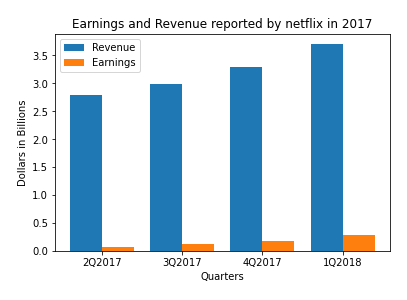 Earnings and Revenue reported by netflix in 2017
Revenue
Earnings
Dollars in Billions
3.5
3.0
2.5
2.0
1.5
1.0
0.5
0.0
2Q2017 3Q2017 4Q2017 1Q2018
Quarters